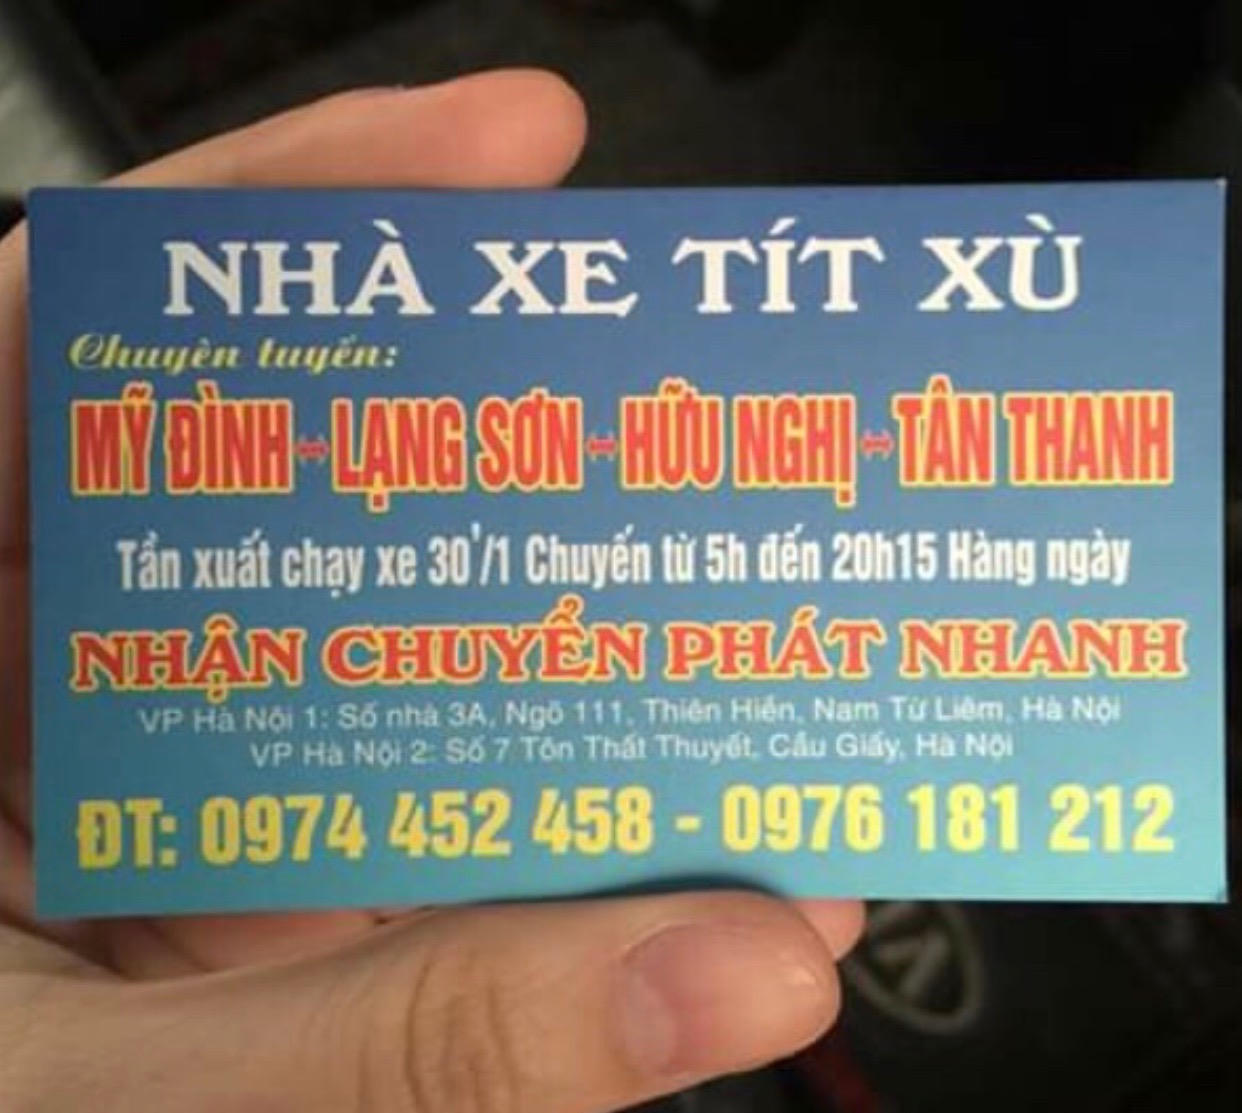 NHÀ XE TÍT XÙ
Chuyên tuyến:
MỸ ĐÌNH ↔ LẠNG SƠN ↔ HỮU NGHỊ ↔ TÂN THANH
Tần xuất chạy xe 30'/1 Chuyến từ 5h đến 20h15 Hàng ngày
NHẬN CHUYỂN PHÁT NHANH
VP Hà Nội 1: Số nhà 3A, Ngõ 111, Thiên Hiền, Nam Từ Liêm, Hà Nội
VP Hà Nội 2: Số 7 Tôn Thất Thuyết, Cầu Giấy, Hà Nội
ĐT: 0974 452 458 - 0976 181 212